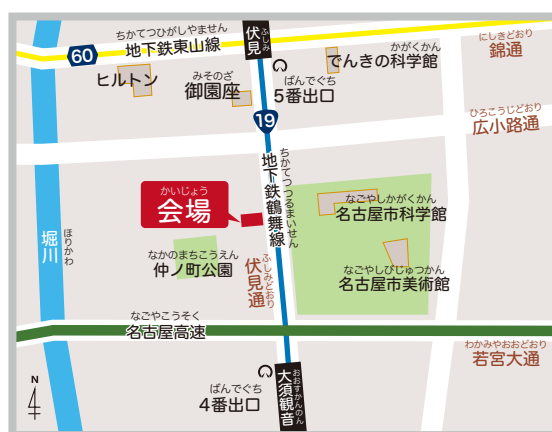 ちかてつひがしやません
地下鉄東山線
60
ふしみ
伏見
ヒルトン
みそのざ
御園座
ばんでぐち
5番出口
かがくかん
でんきの科学館
にしきどおり
錦通
ひろこうじどおり
広小路通
19
ちかてつつるまいせん
地下鉄鶴舞線
かいじょう
会場
なごやしかがくかん
名古屋市科学館
ほりかわ
堀川
なかのまちこうえん
仲ノ町公園
ふしみどおり
伏見通
なごやしびじゅつかん
名古屋市美術館
なごやこうそく
名古屋高速
わかみやおおどおり
若宮大通
N
ばんでぐち
4番出口
おおすかんのん
大須観音